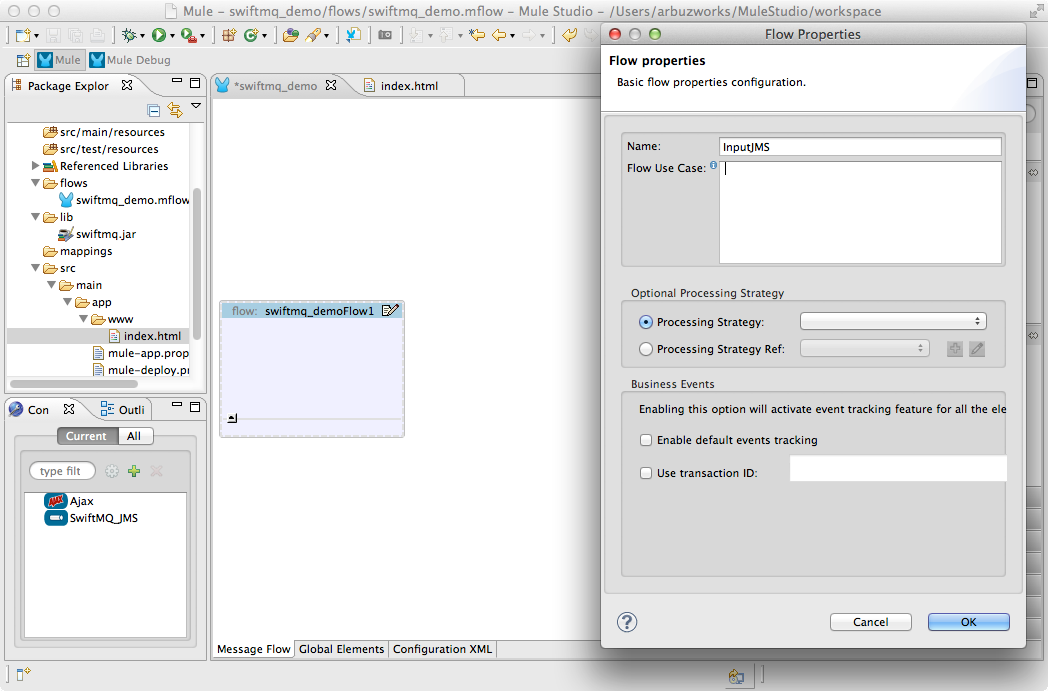 Mule – swiftmq_demo/flows/swiftmq_demo.mflow – Mule Studio – /Users/arbuzworks/MuleStudio/workspace
Mule
Mule Debug
Package Explor
src/main/resources
src/test/resources
Referenced Libraries
flows
swiftmq_demo.mflow
lib
swiftmq.jar
mappings
src
main
app
www
index.html
mule-app.prop
mule-deploy.pr
Con
Outli
Current
All
type filt
Ajax
SwiftMQ_JMS
*swiftmq_demo
index.html
flow: swiftmq_demoFlow1
Message Flow
Global Elements
Configuration XML
Flow Properties
Flow properties
Basic flow properties configuration.
Name: InputJMS
Flow Use Case:
Optional Processing Strategy
Processing Strategy:
Processing Strategy Ref:
Business Events
Enabling this option will activate event tracking feature for all the ele
Enable default events tracking
Use transaction ID:
?
Cancel
OK